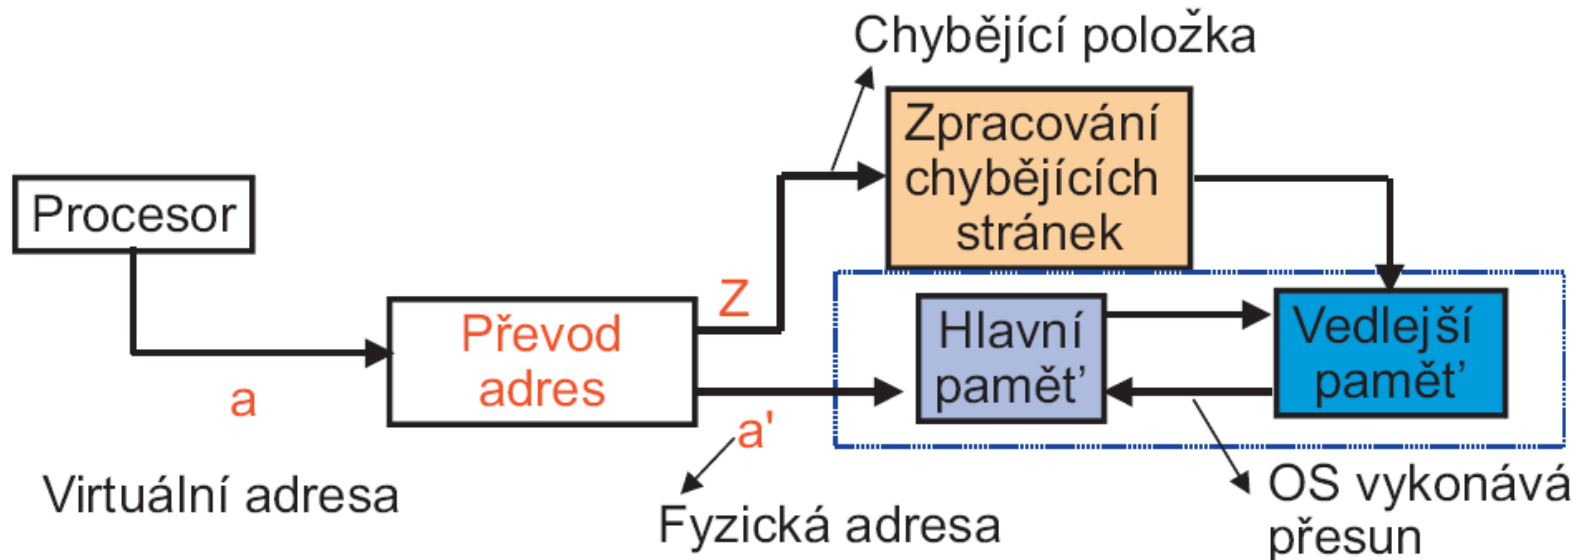 Chybějící položka
Zpracování
chybějících
stránek
Procesor
Z
Převod
adres
a
a'
Hlavní
paměť
Vedlejší
paměť
Virtuální adresa
Fyzická adresa
OS vykonává
přesun